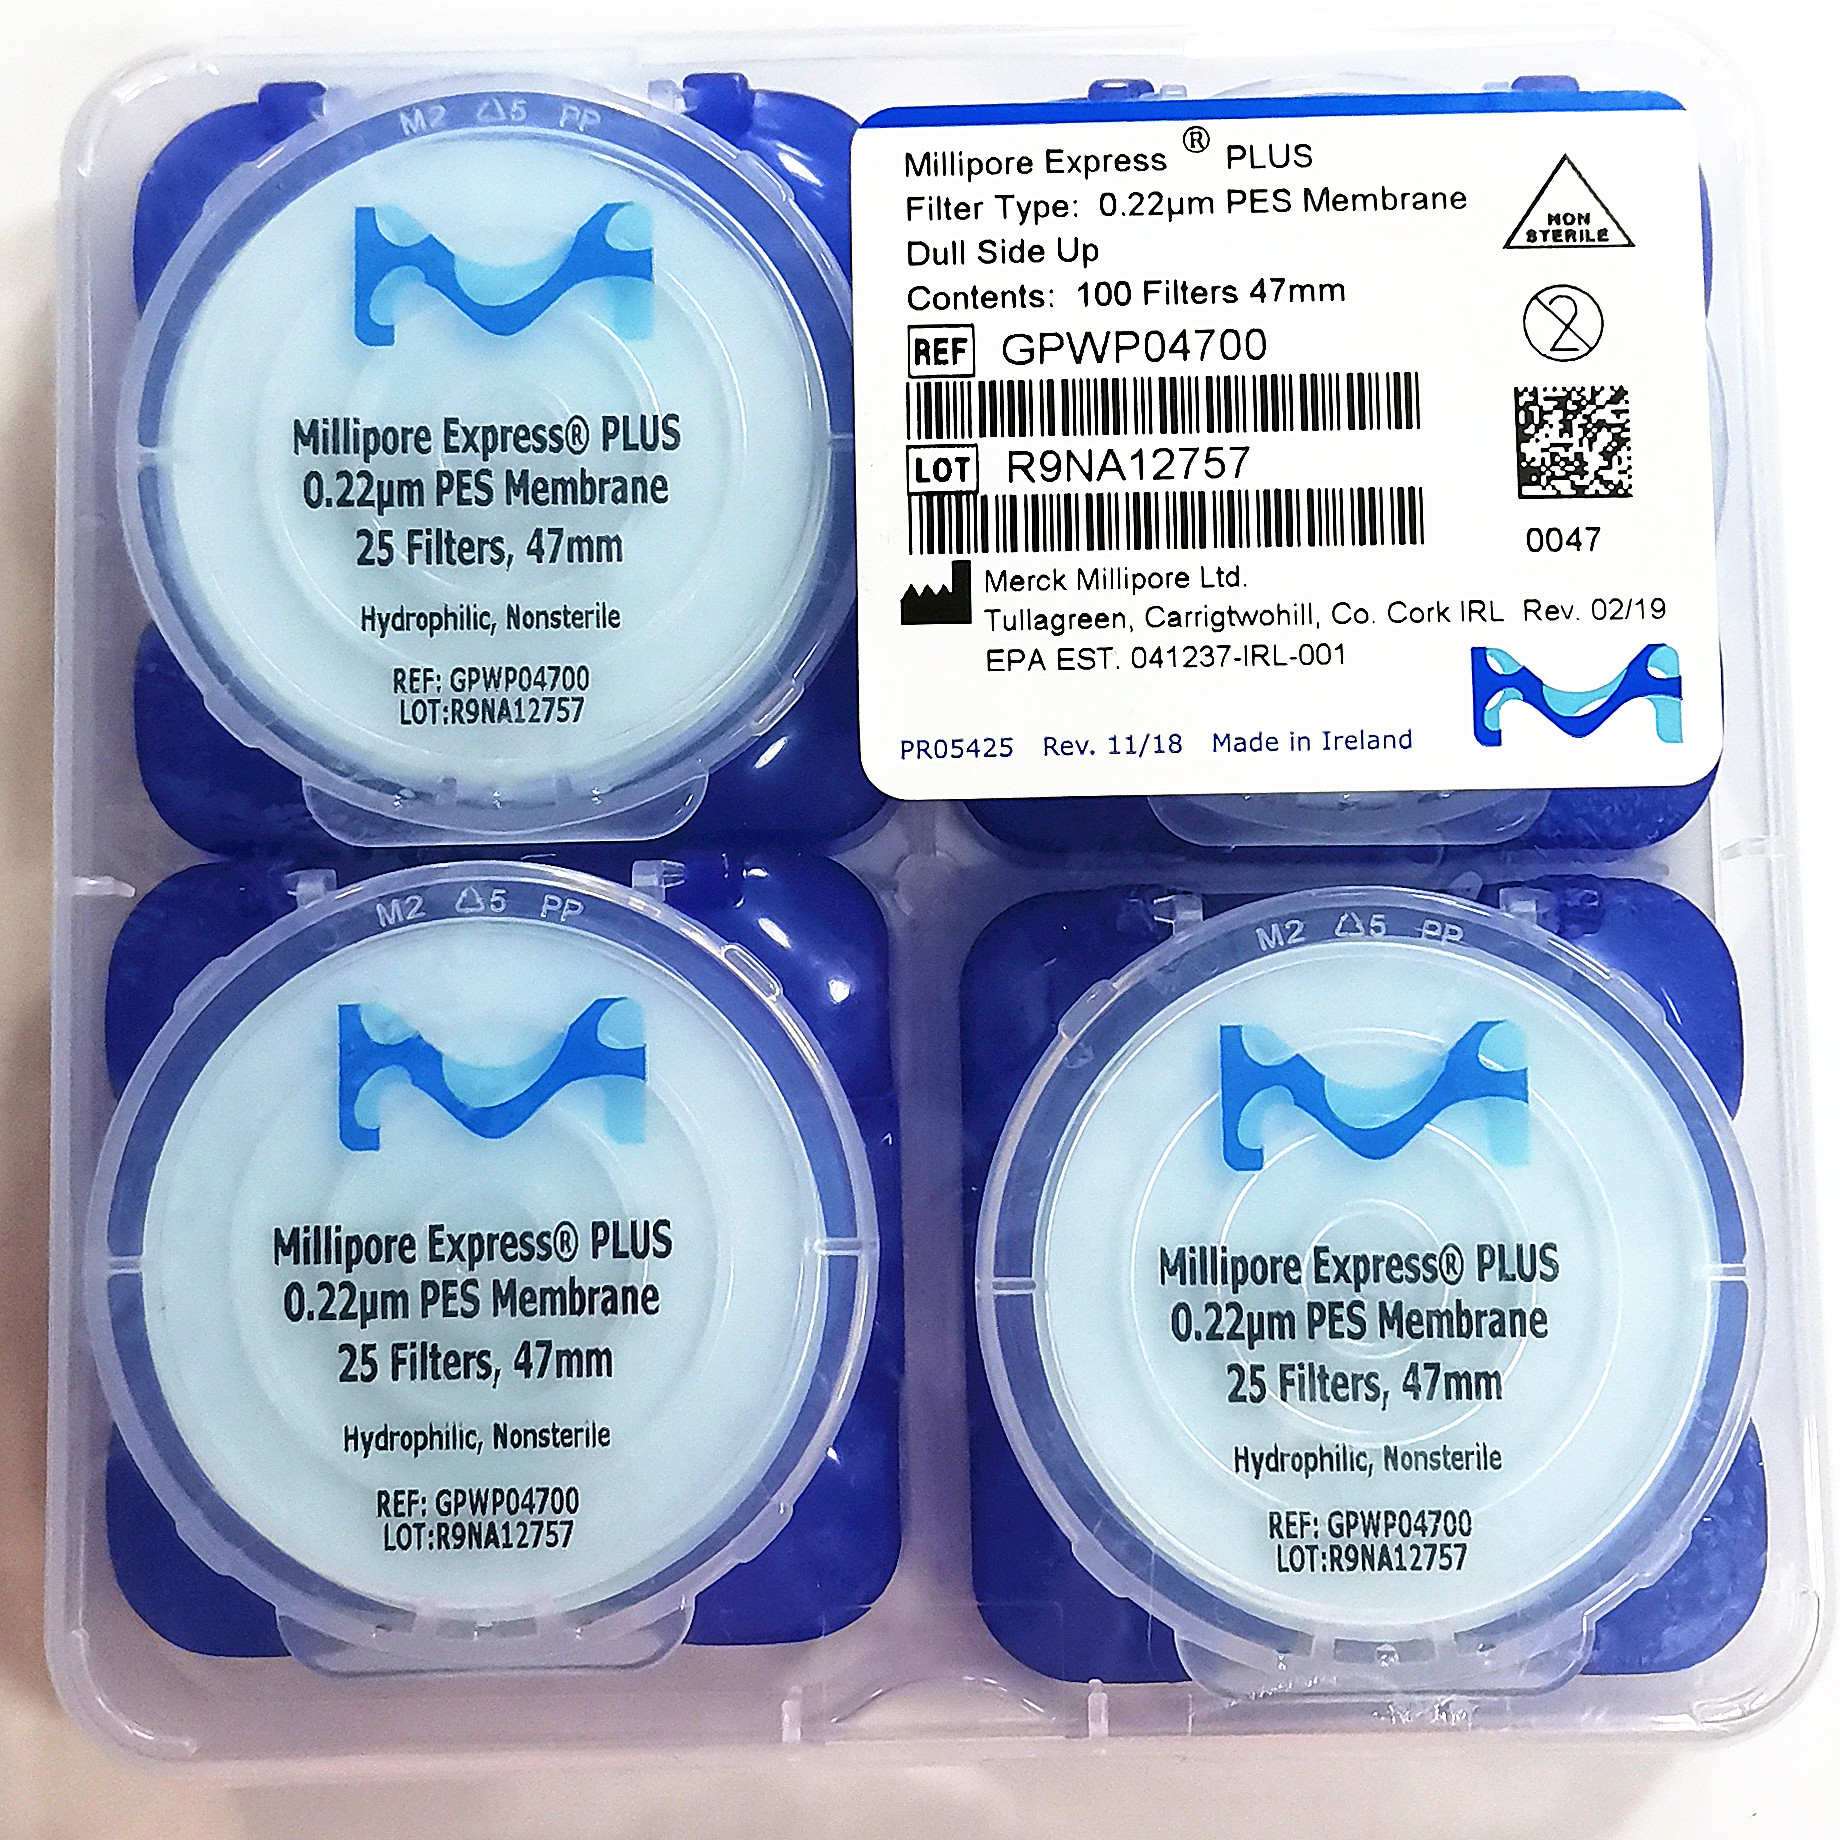 M2 5 PP
Millipore Express® PLUS
0.22µm PES Membrane
25 Filters, 47mm
Hydrophilic, Nonsterile
REF: GPWP04700
LOT:R9NA12757
Millipore Express ® PLUS
Filter Type: 0.22µm PES Membrane
Dull Side Up
Contents: 100 Filters 47mm
REF GPWP04700
LOT R9NA12757
Merck Millipore Ltd.
Tullagreen, Carrigtwohill, Co. Cork IRL Rev. 02/19
EPA EST. 041237-IRL-001
PR05425 Rev. 11/18 Made in Ireland
NON
STERILE
2
0047
M2 5 PP
Millipore Express® PLUS
0.22µm PES Membrane
25 Filters, 47mm
Hydrophilic, Nonsterile
REF: GPWP04700
LOT:R9NA12757
M2 5 PP
Millipore Express® PLUS
0.22µm PES Membrane
25 Filters, 47mm
Hydrophilic, Nonsterile
REF: GPWP04700
LOT:R9NA12757